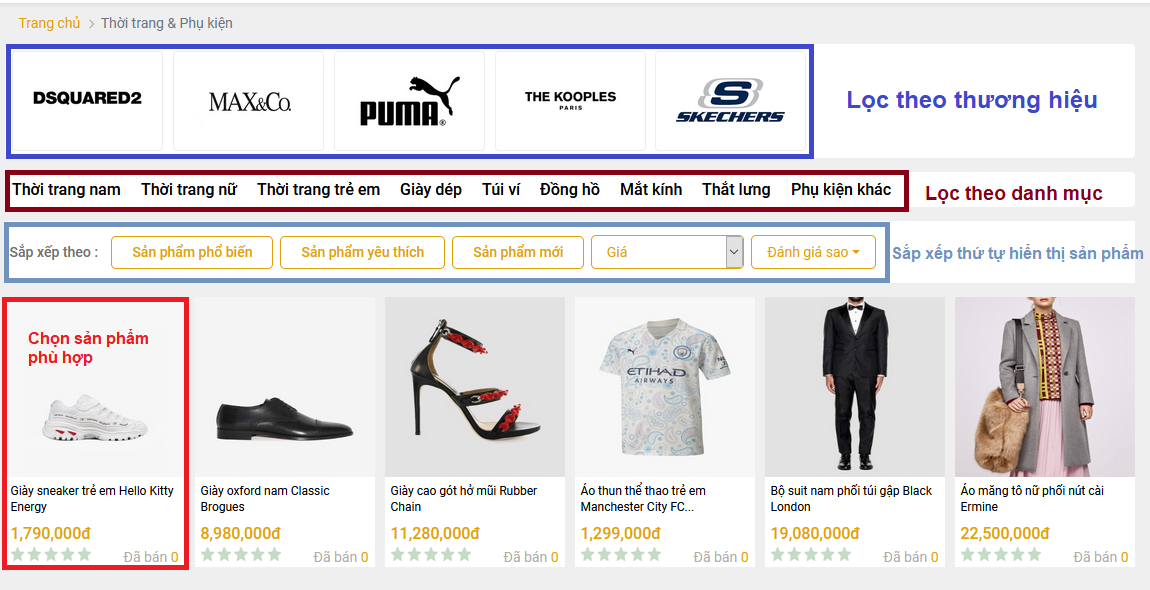 Trang chủ > Thời trang & Phụ kiện
DSQUARED2
MAX&Co.
PUMA®
THE KOOPLES
PARIS
S
SKECHERS
Lọc theo thương hiệu
Thời trang nam Thời trang nữ Thời trang trẻ em Giày dép Túi ví Đồng hồ Mắt kính Thắt lưng Phụ kiện khác
Lọc theo danh mục
Sắp xếp theo : Sản phẩm phổ biến Sản phẩm yêu thích Sản phẩm mới Giá Đánh giá sao
Sắp xếp thứ tự hiển thị sản phẩm
Chọn sản phẩm
phù hợp
ETIHAD
AIRWAYS
Giày sneaker trẻ em Hello Kitty
Energy
1,790,000đ
Đã bán 0
Giày oxford nam Classic
Brogues
8,980,000đ
Đã bán 0
Giày cao gót hở mũi Rubber
Chain
11,280,000đ
Đã bán 0
Áo thun thể thao trẻ em
Manchester City FC...
1,299,000đ
Đã bán 0
Bộ suit nam phối túi gập Black
London
19,080,000đ
Đã bán 0
Áo măng tô nữ phối nút cài
Ermine
22,500,000đ
Đã bán 0